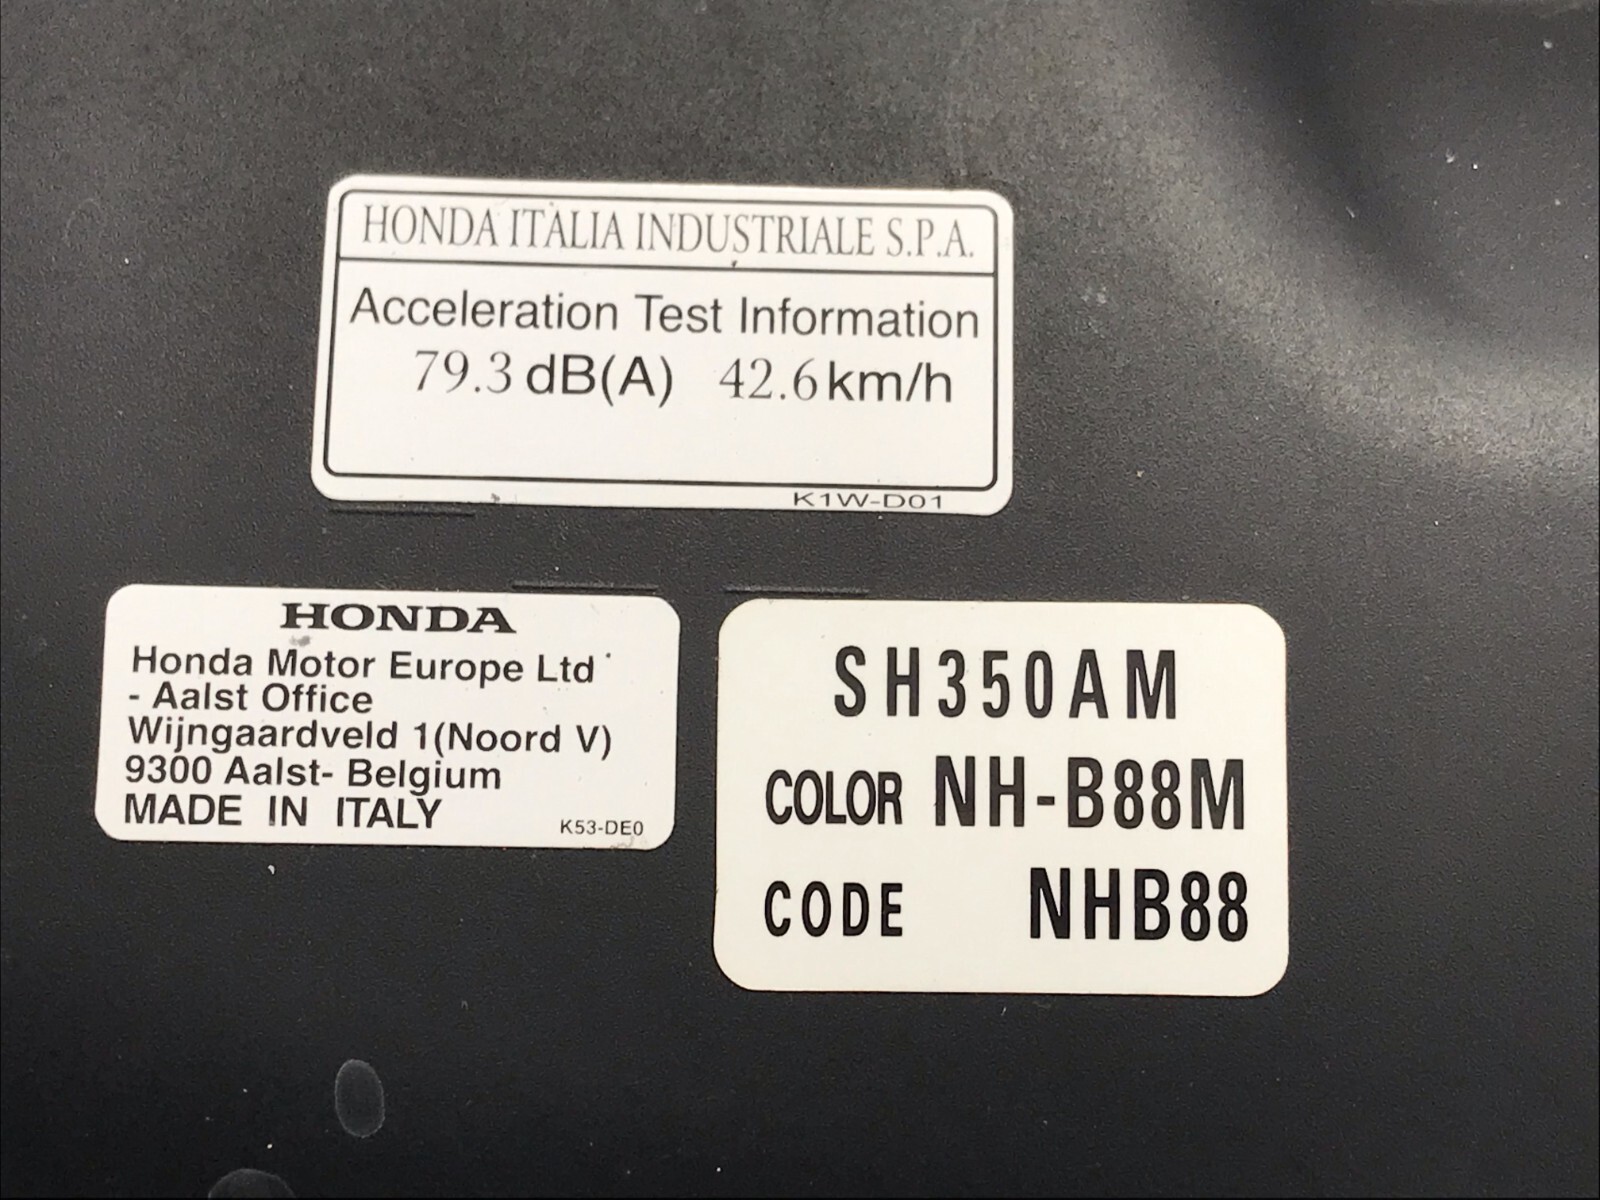 HONDA ITALIA INDUSTRIALE S.P.A.
Acceleration Test Information
79.3 dB(A) 42.6 km/h
K1W-D01
HONDA
Honda Motor Europe Ltd
- Aalst Office
Wijngaardveld 1(Noord V)
9300 Aalst- Belgium
MADE IN ITALY
K53-DE0
SH350AM
COLOR NH-B88M
CODE NHB88